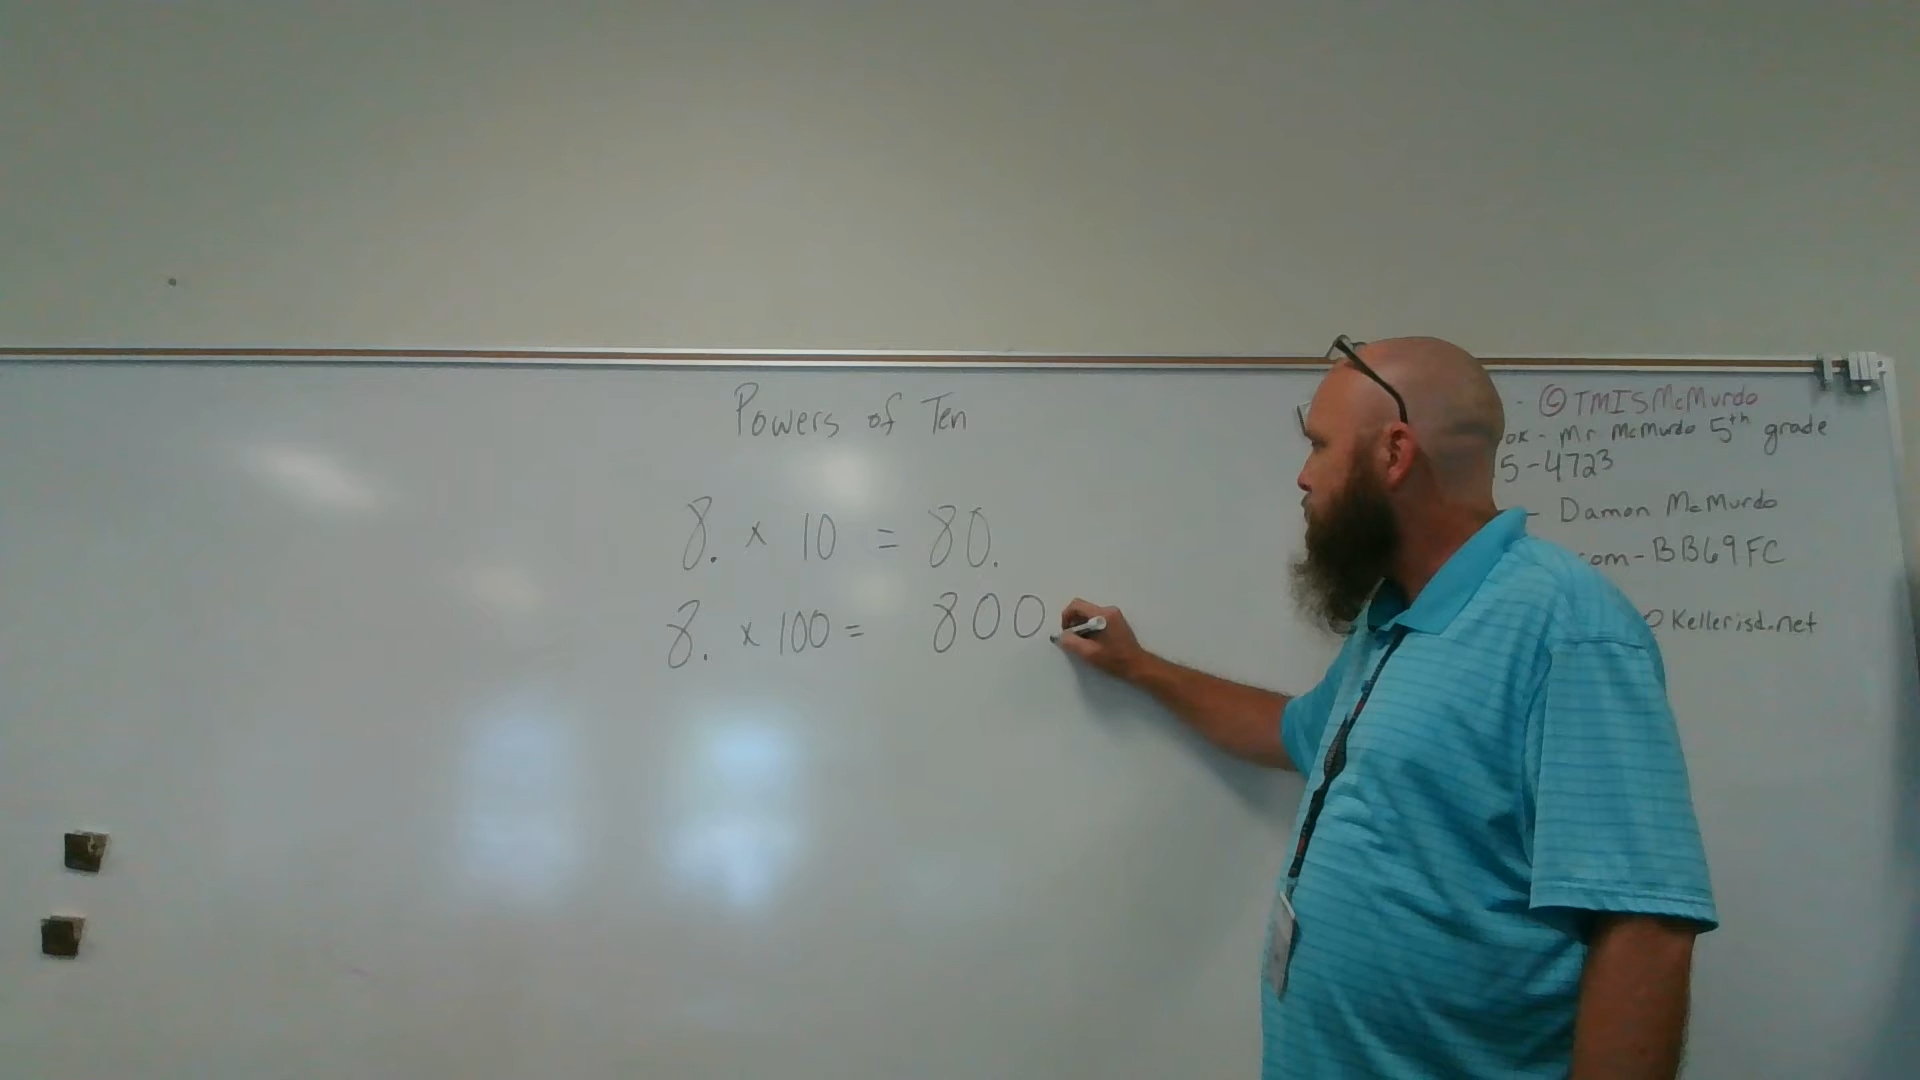 Powers of Ten
8. × 10 = 80.
8. × 100 = 800.
- @TMISMcMurdo
ok - Mr. McMurdo 5th grade
5-4723
- Damon McMurdo
com-BB69FC
@Kellerisd.net